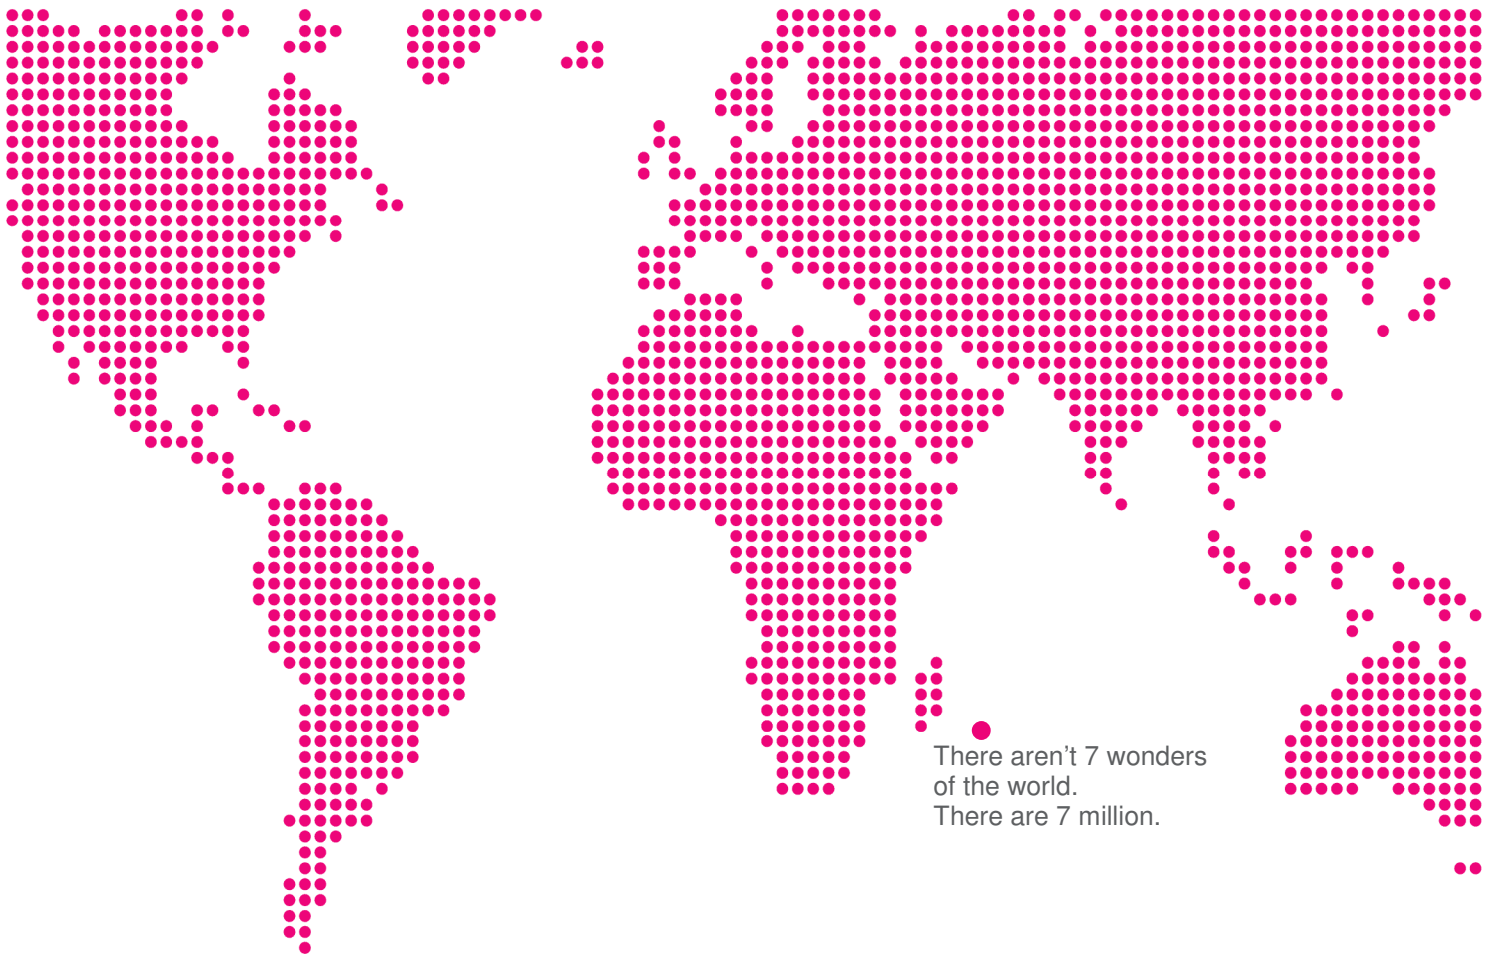 There aren’t 7 wonders
of the world.
There are 7 million.